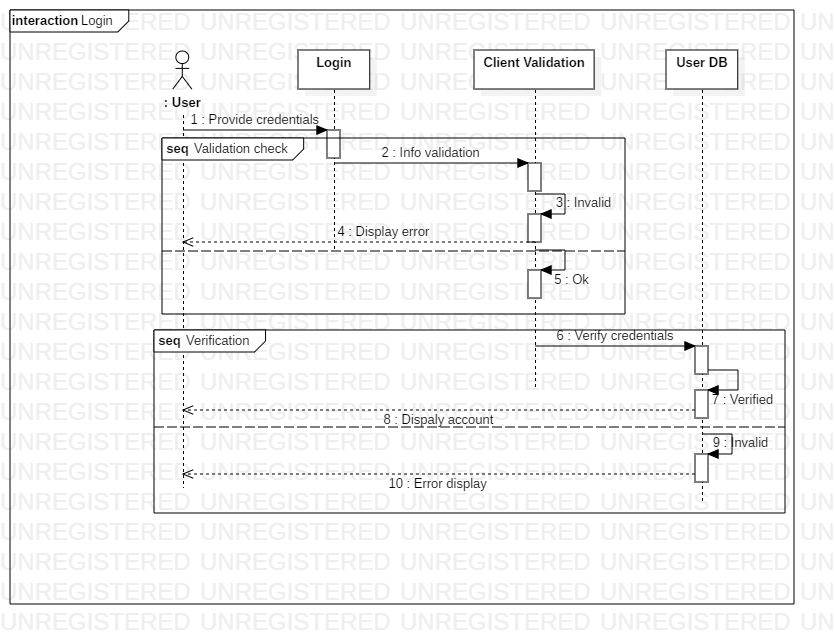 interaction Login
Login
Client Validation
User DB
: User
1 : Provide credentials
seq Validation check
2 : Info validation
3 : Invalid
4 : Display error
5 : Ok
seq Verification
6 : Verify credentials
7 : Verified
8 : Dispaly account
9 : Invalid
10 : Error display
UNREGISTERED